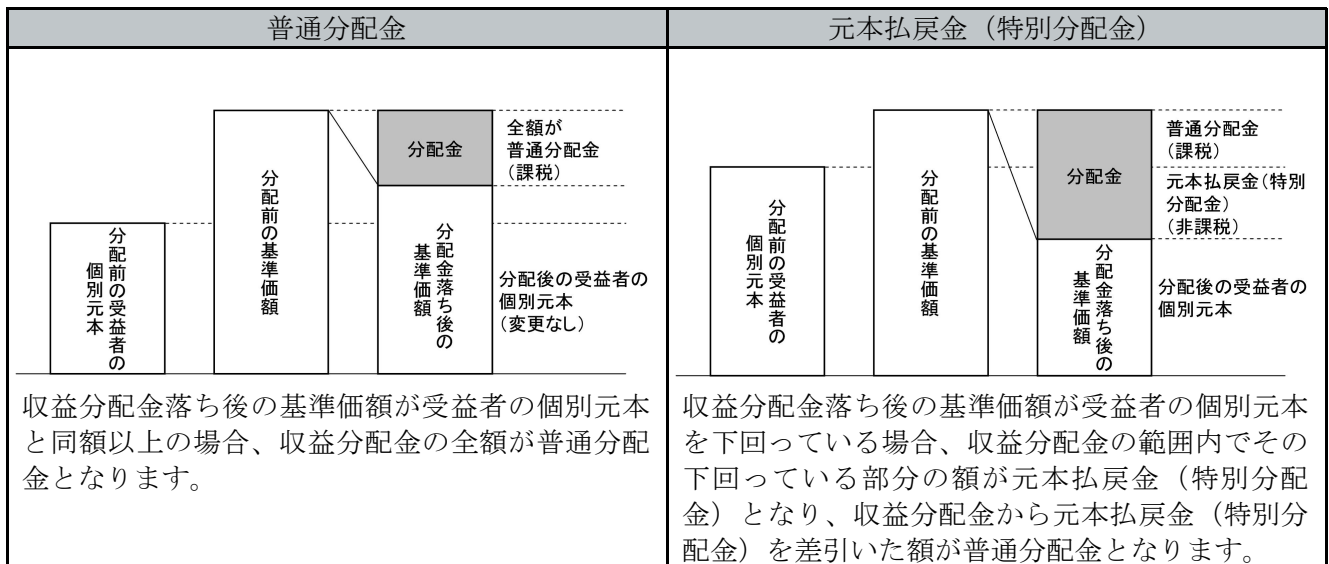 普通分配金
分配前の受益者の
個別元本
分配前の基準価額
分配金
分配金落ち後の
基準価額
全額が
普通分配金
（課税）
分配後の受益者の
個別元本
（変更なし）
収益分配金落ち後の基準価額が受益者の個別元本
と同額以上の場合、収益分配金の全額が普通分配
金となります。
元本払戻金（特別分配金）
分配前の受益者の
個別元本
分配前の基準価額
分配金
分配金落ち後の
基準価額
普通分配金
（課税）
元本払戻金（特別
分配金）
（非課税）
分配後の受益者の
個別元本
収益分配金落ち後の基準価額が受益者の個別元本
を下回っている場合、収益分配金の範囲内でその
下回っている部分の額が元本払戻金（特別分配
金）となり、収益分配金から元本払戻金（特別分
配金）を差引いた額が普通分配金となります。